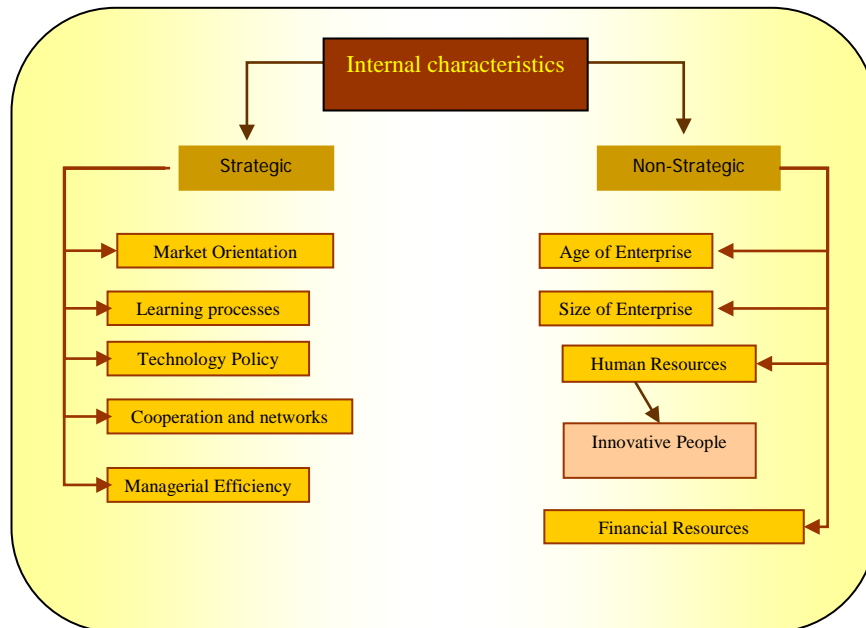 Internal characteristics
Strategic
Non-Strategic
Market Orientation
Age of Enterprise
Learning processes
Size of Enterprise
Technology Policy
Human Resources
Cooperation and networks
Innovative People
Managerial Efficiency
Financial Resources